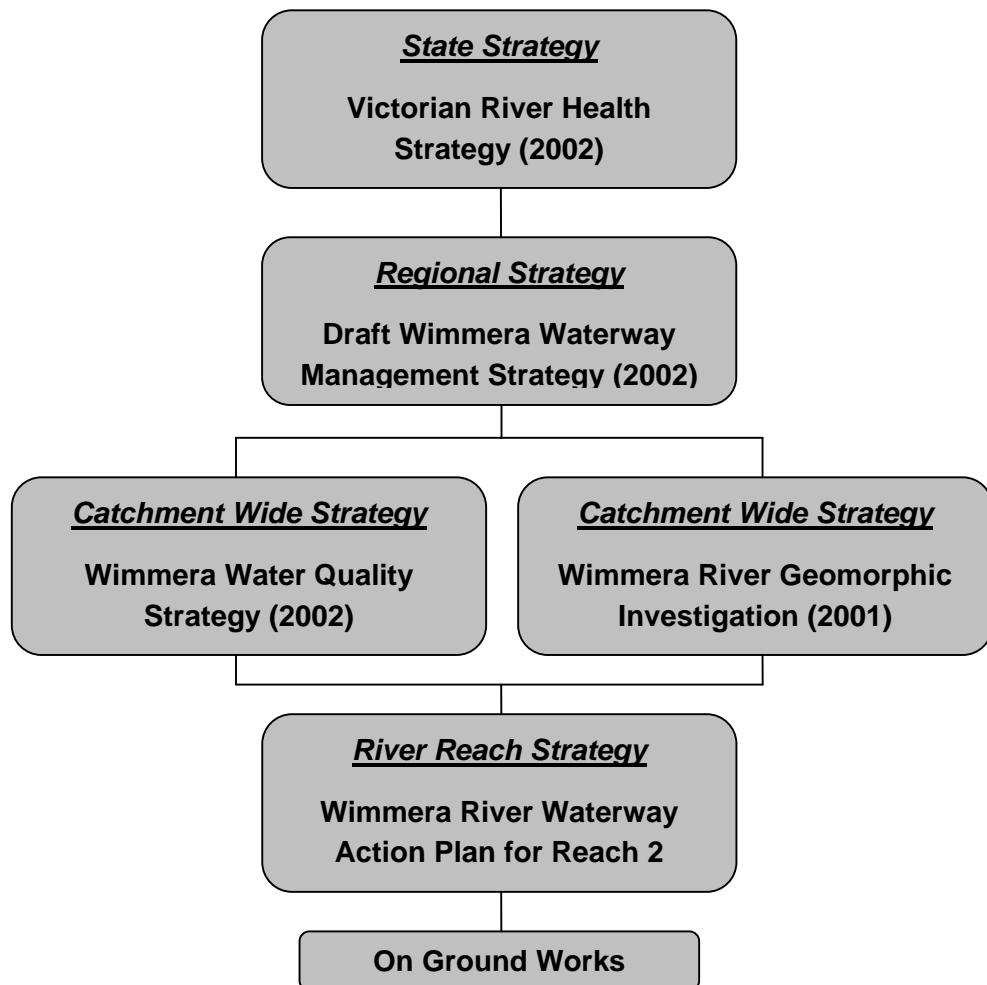 State Strategy
Victorian River Health
Strategy (2002)
Regional Strategy
Draft Wimmera Waterway
Management Strategy (2002)
Catchment Wide Strategy
Wimmera Water Quality
Strategy (2002)
Catchment Wide Strategy
Wimmera River Geomorphic
Investigation (2001)
River Reach Strategy
Wimmera River Waterway
Action Plan for Reach 2
On Ground Works